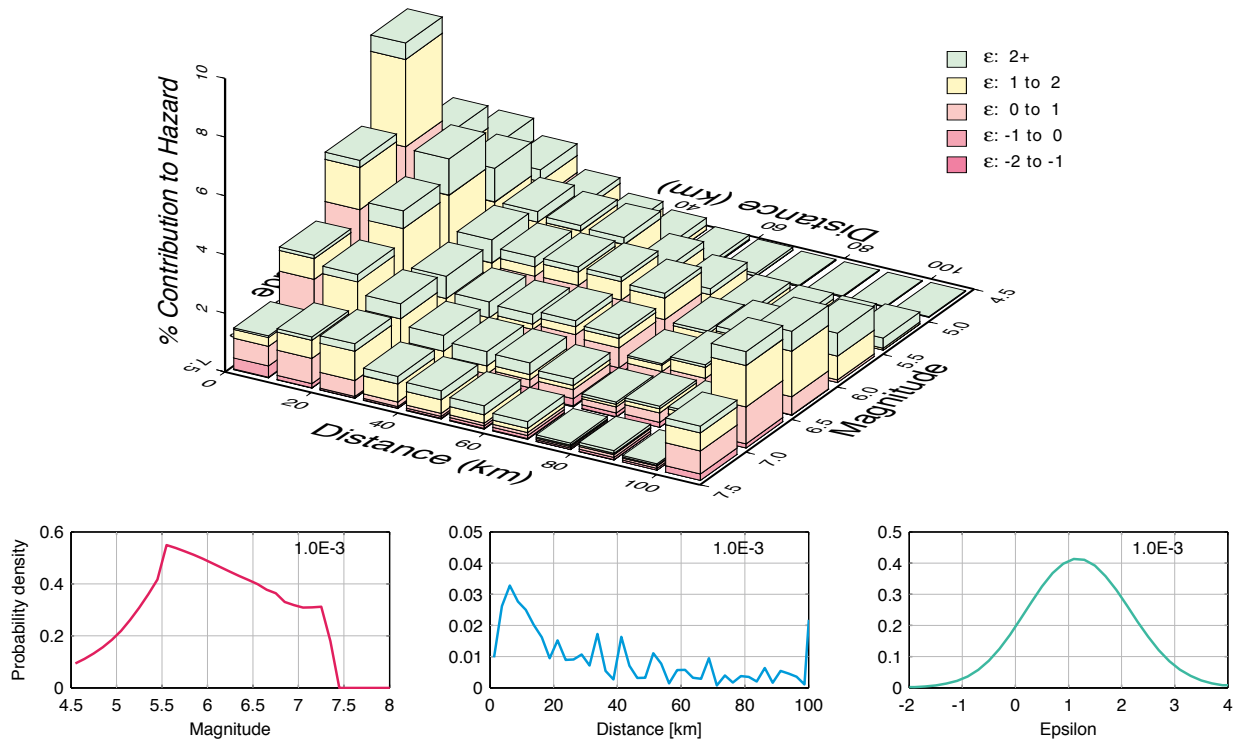 % Contribution to Hazard
10
8
6
4
2
0
20
40
60
80
100
Distance (km)
40
60
80
100
Distance (km)
4.5
5.0
5.5
6.0
6.5
7.0
7.5
Magnitude
7.5
ε: 2+
ε: 1 to 2
ε: 0 to 1
ε: -1 to 0
ε: -2 to -1
Probability density
0.6
0.4
0.2
0
1.0E-3
4.5 5 5.5 6 6.5 7 7.5 8
Magnitude
0.05
0.04
0.03
0.02
0.01
0
1.0E-3
0 20 40 60 80 100
Distance [km]
0.5
0.4
0.3
0.2
0.1
0
1.0E-3
-2 -1 0 1 2 3 4
Epsilon